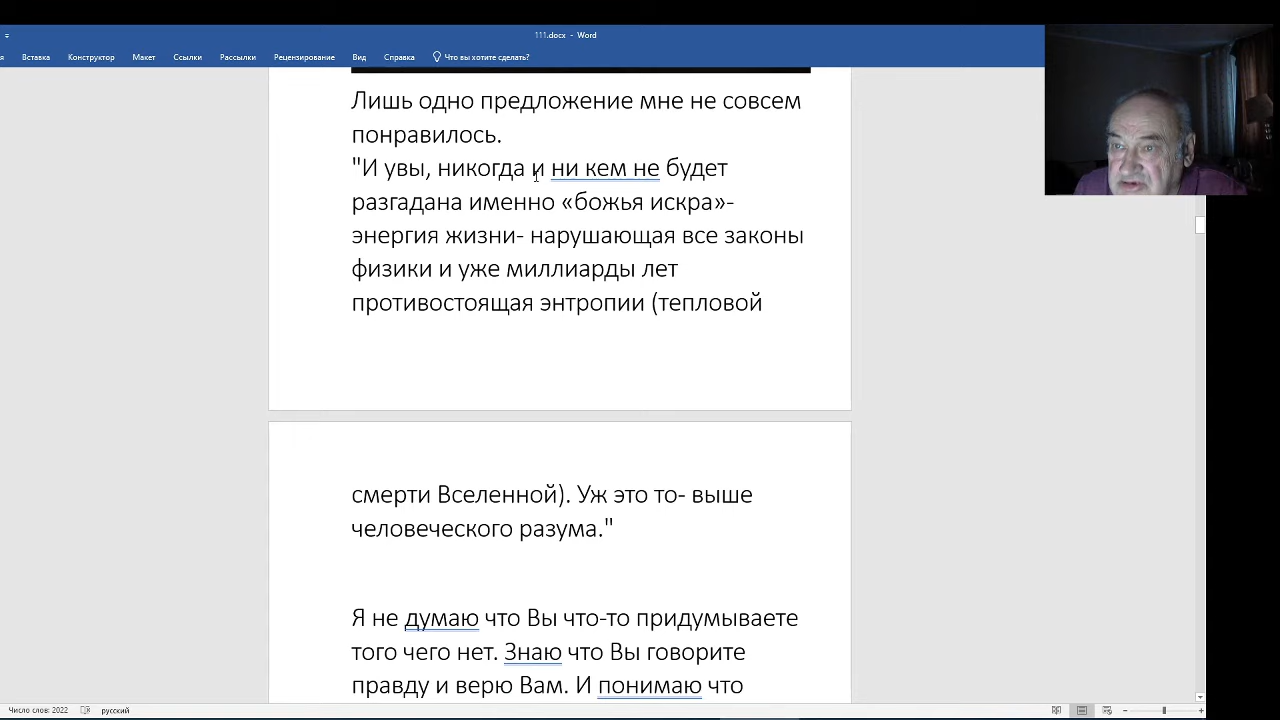 111.docx - Word
я Вставка Конструктор Макет Ссылки Рассылки Рецензирование Вид Справка Что вы хотите сделать?
Лишь одно предложение мне не совсем
понравилось.
"И увы, никогда и ни кем не будет
разгадана именно «божья искра»-
энергия жизни- нарушающая все законы
физики и уже миллиарды лет
противостоящая энтропии (тепловой
смерти Вселенной). Уж это то- выше
человеческого разума."
Я не думаю что Вы что-то придумываете
того чего нет. Знаю что Вы говорите
правду и верю Вам. И понимаю что
Число слов: 2022 русский